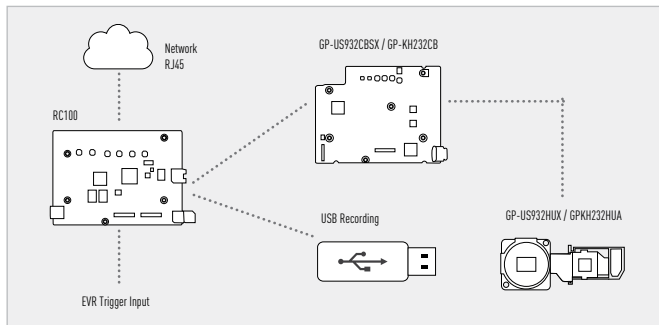 GP-US932CBSX / GP-KH232CB
Network
RJ45
RC100
USB Recording
GP-US932HUX / GPKH232HUA
EVR Trigger Input